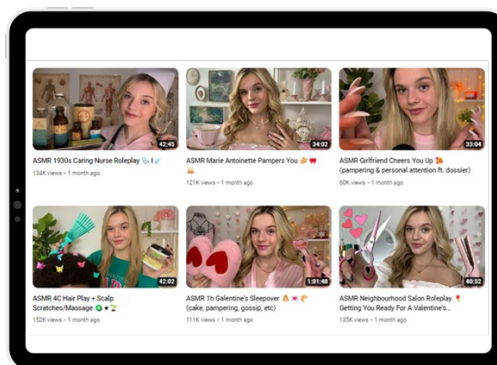 42:45
34:02
33:04
ASMR 1930s Caring Nurse Roleplay
134K views • 1 month ago
ASMR Marie Antoinette Pampers You
121K views • 1 month ago
ASMR Girlfriend Cheers You Up
(pampering & personal attention ft. dossier)
60K views • 1 month ago
42:02
1:01:48
40:52
ASMR 4C Hair Play + Scalp
Scratches/Massage
152K views • 1 month ago
ASMR 1h Galentine's Sleepover
(cake, pampering, gossip, etc)
111K views • 1 month ago
ASMR Neighbourhood Salon Roleplay
Getting You Ready For A Valentine's...
135K views • 1 month ago